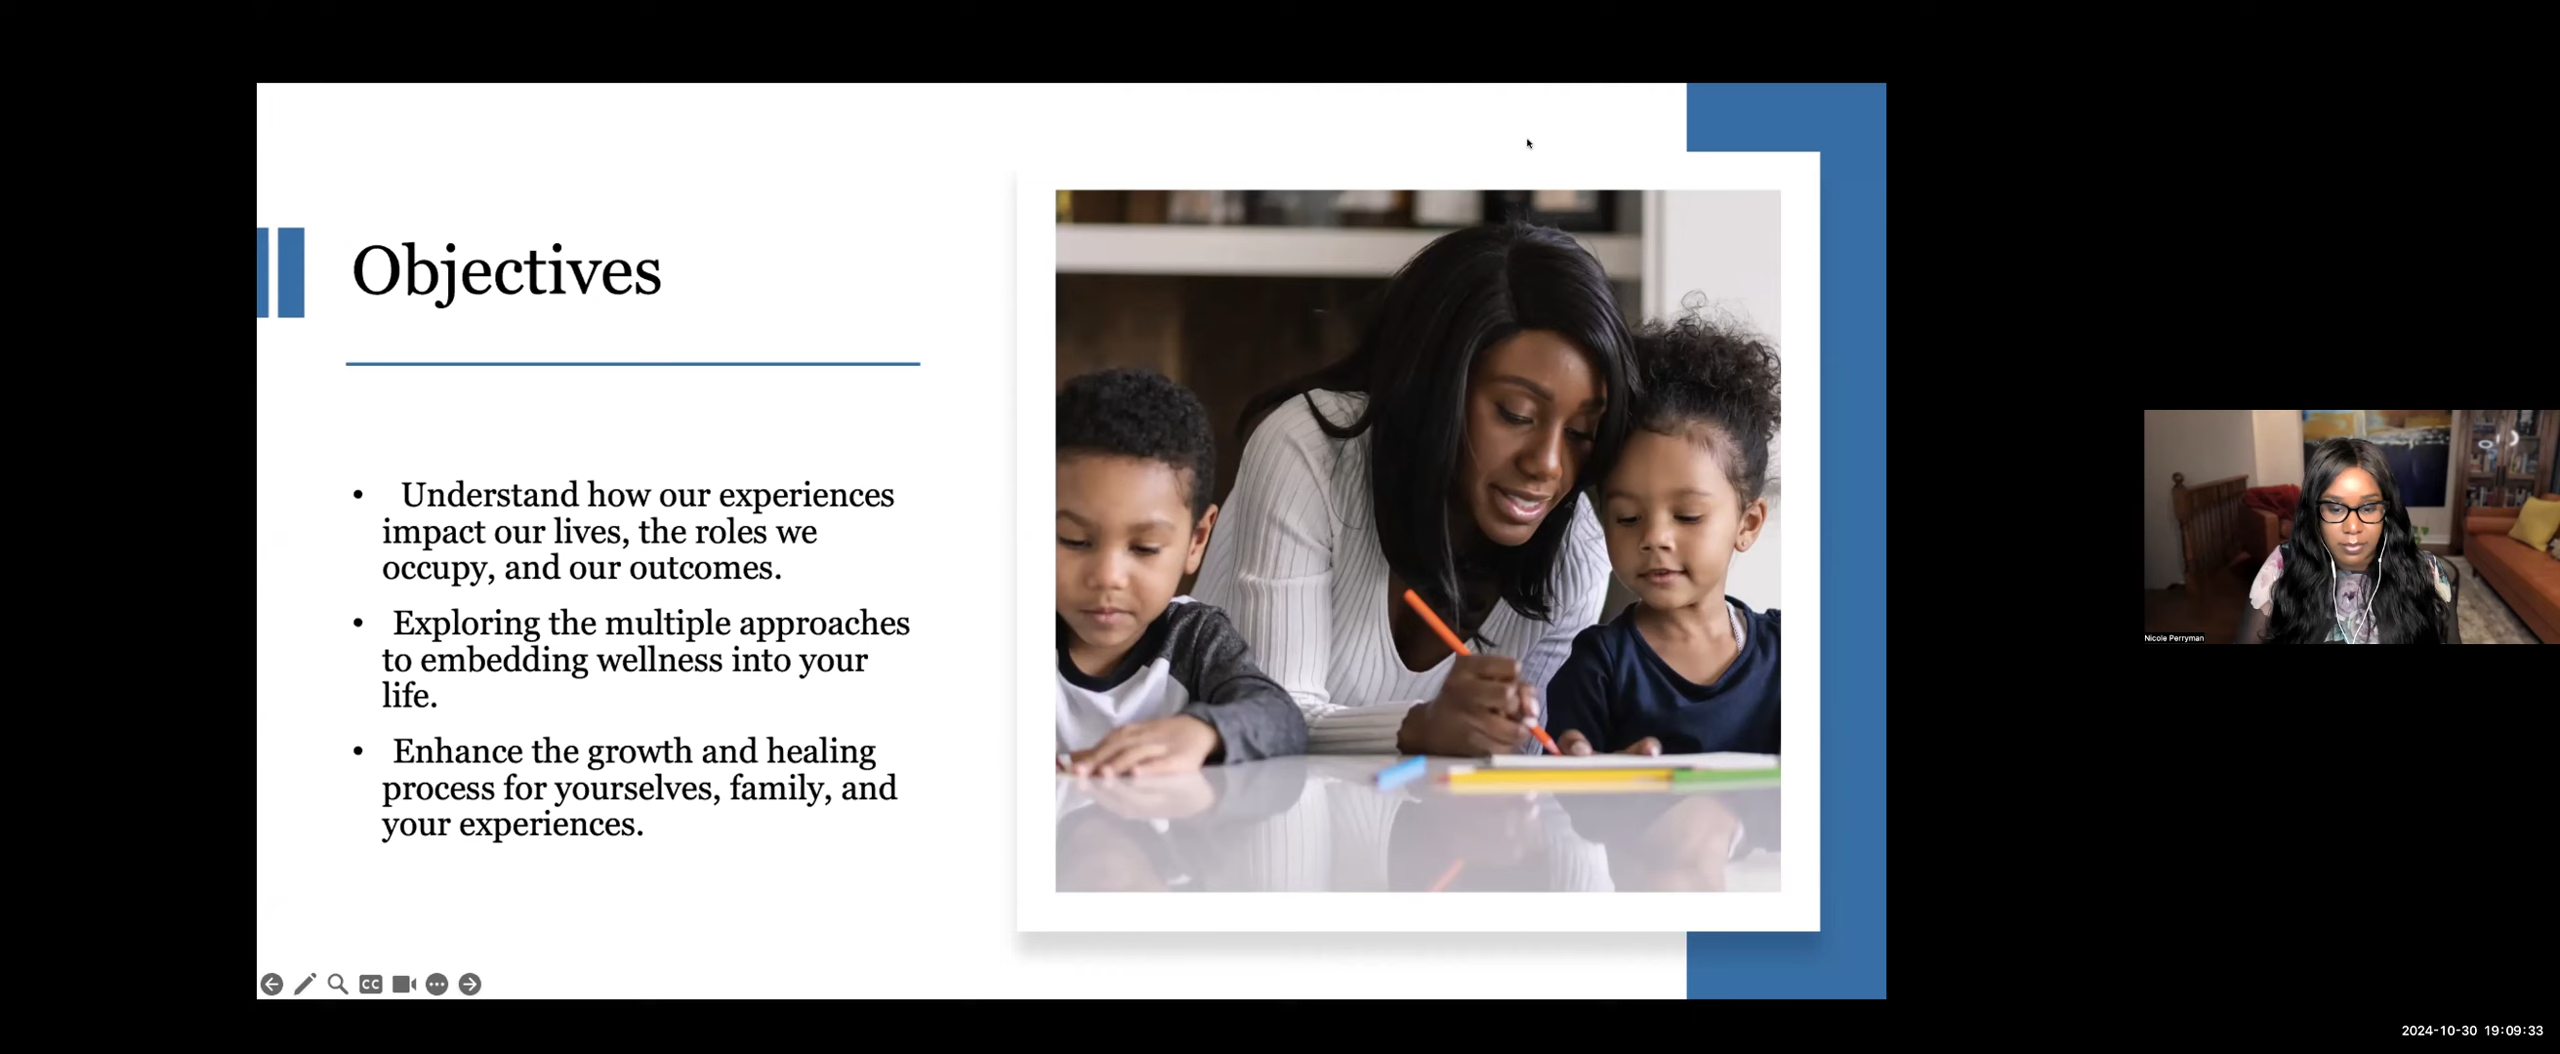 Objectives
• Understand how our experiences
impact our lives, the roles we
occupy, and our outcomes.
• Exploring the multiple approaches
to embedding wellness into your
life.
• Enhance the growth and healing
process for yourselves, family, and
your experiences.
CC
Nicole Perryman
2024-10-30 19:09:33